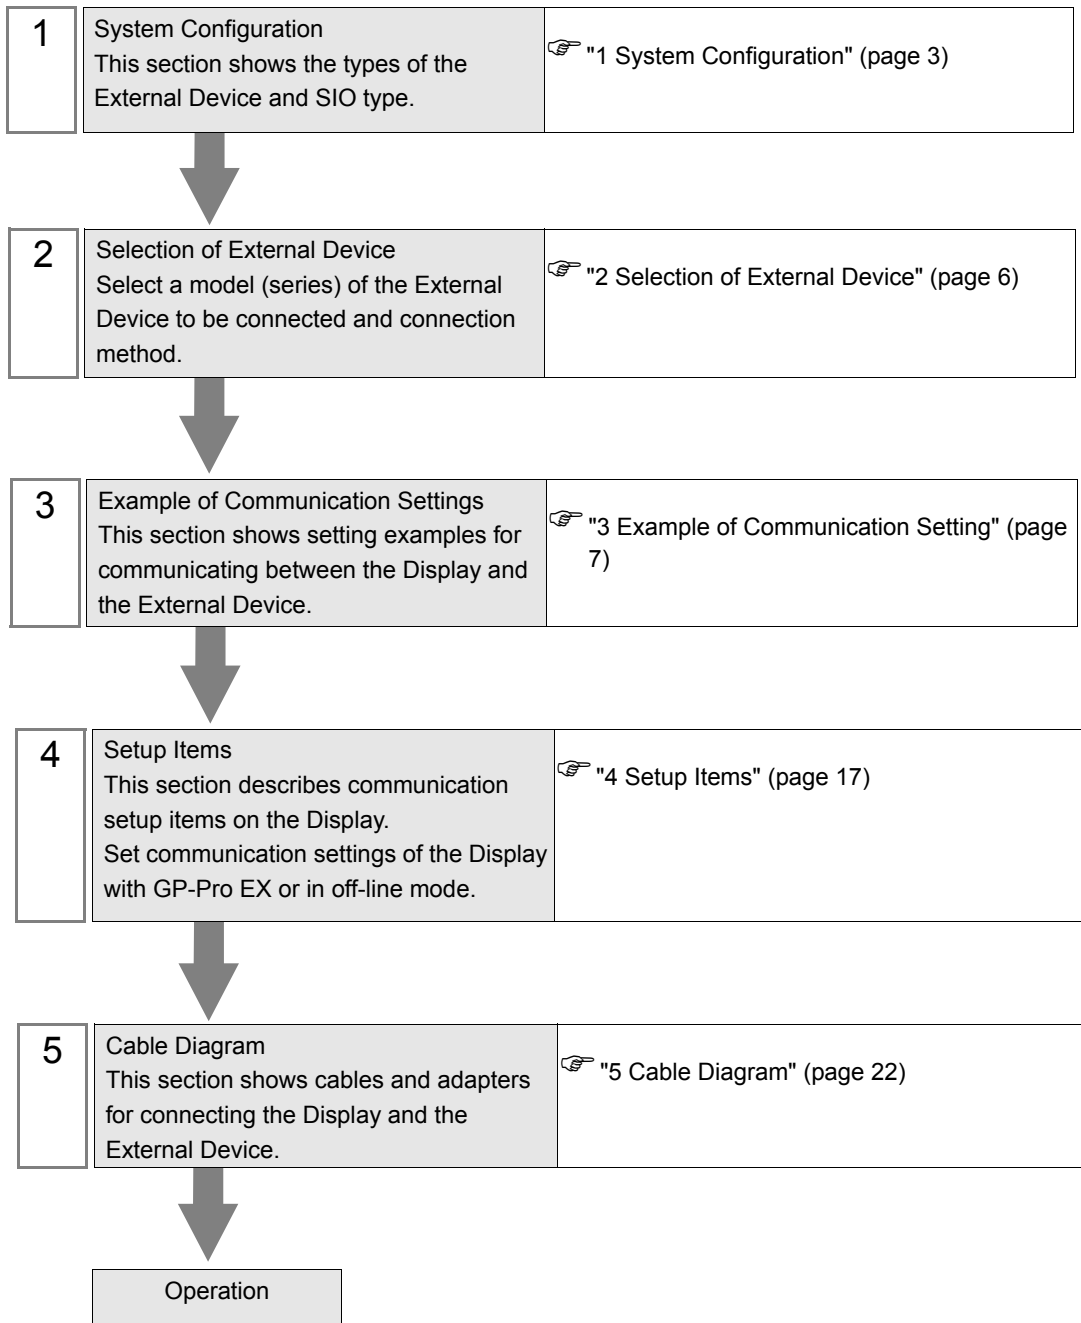 1
System Configuration
This section shows the types of the
External Device and SIO type.
"1 System Configuration" (page 3)
2
Selection of External Device
Select a model (series) of the External
Device to be connected and connection
method.
"2 Selection of External Device" (page 6)
3
Example of Communication Settings
This section shows setting examples for
communicating between the Display and
the External Device.
"3 Example of Communication Setting" (page
7)
4
Setup Items
This section describes communication
setup items on the Display.
Set communication settings of the Display
with GP-Pro EX or in off-line mode.
"4 Setup Items" (page 17)
5
Cable Diagram
This section shows cables and adapters
for connecting the Display and the
External Device.
"5 Cable Diagram" (page 22)
Operation